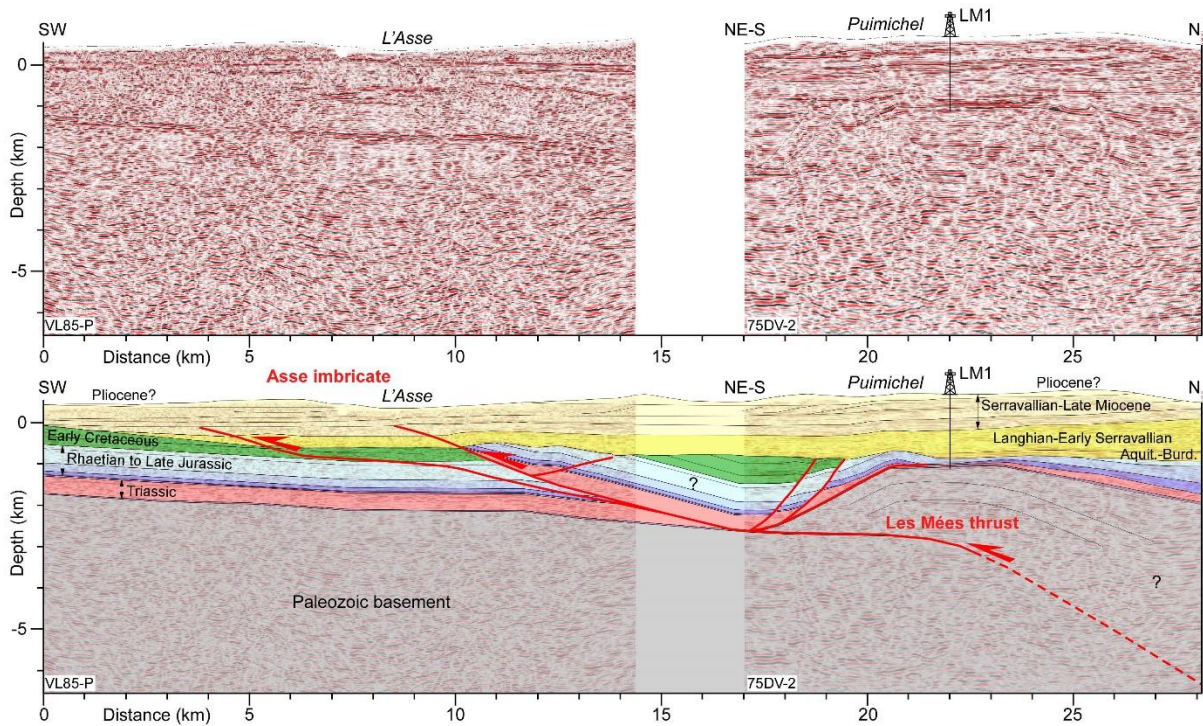 SW
L'Asse
NE-S
Puimichel
LM1
N
0
-5
Depth (km)
VL85-P
75DV-2
0
5
10
15
20
25
Distance (km)
Asse imbricate
SW
Pliocene?
L'Asse
NE-S
Puimichel
LM1
Pliocene?
N
0
-5
Depth (km)
Serravallian-Late Miocene
Early Cretaceous
Langhian-Early Serravallian
Aquit.-Burd.
Rhaetian to Late Jurassic
Triassic
?
Les Mées thrust
?
Paleozoic basement
VL85-P
75DV-2
0
Distance (km)
5
10
15
20
25